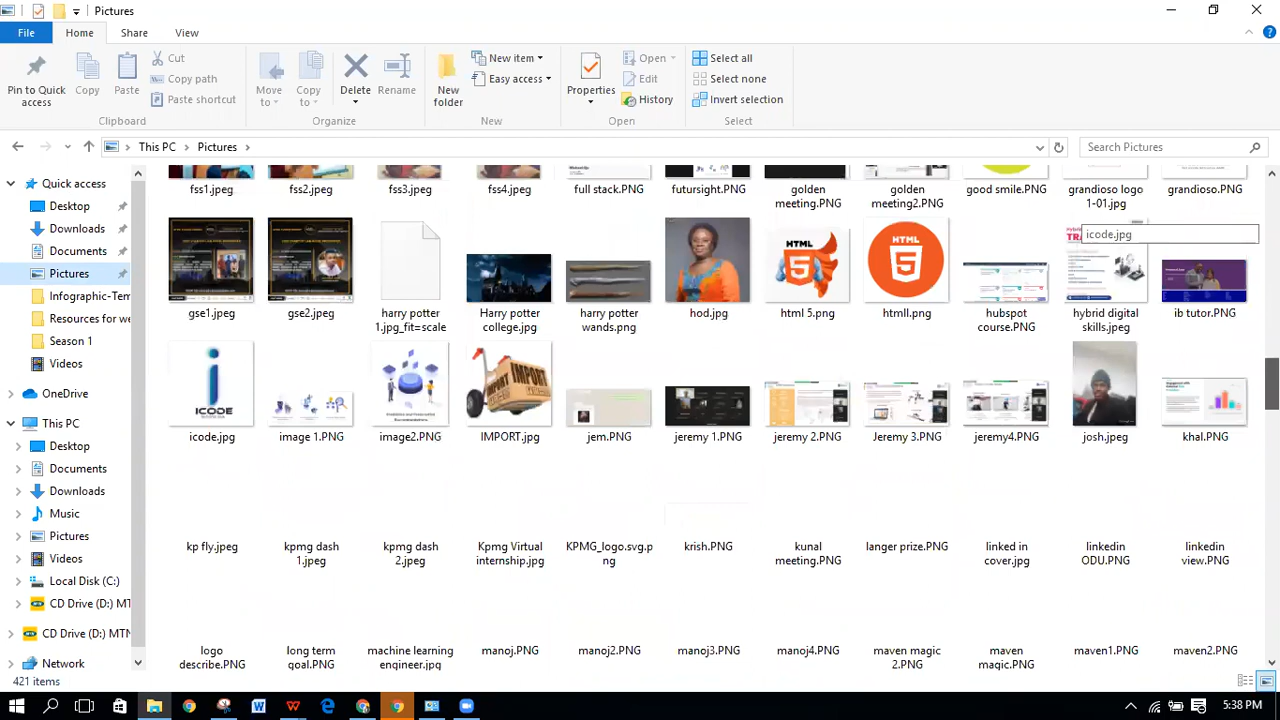 Pictures
File
Home
Share
View
Pin to Quick
access
Copy
Paste
Cut
Copy path
Paste shortcut
Clipboard
Move
to
Copy
to
Delete
Rename
Organize
New
folder
New item
Easy access
New
Properties
Open
Edit
History
Open
Select all
Select none
Invert selection
Select
This PC
Pictures
Search Pictures
Quick access
Desktop
Downloads
Documents
Pictures
Infographic-Tem
Resources for we
Season 1
Videos
OneDrive
This PC
Desktop
Documents
Downloads
Music
Pictures
Videos
Local Disk (C:)
CD Drive (D:) MTN
CD Drive (D:) MTN
Network
fss1.jpeg
fss2.jpeg
fss3.jpeg
fss4.jpeg
full stack.PNG
futursight.PNG
golden
meeting.PNG
golden
meeting2.PNG
good smile.PNG
grandioso logo
1-01.jpg
grandioso.PNG
icode.jpg
HTML
5
HTML
5
gse1.jpeg
gse2.jpeg
harry potter
1.jpg_fit=scale
Harry potter
college.jpg
harry potter
wands.png
hod.jpg
html 5.png
htmll.png
hubspot
course.PNG
hybrid digital
skills.jpeg
ib tutor.PNG
ICODE
IMPORT
icode.jpg
image 1.PNG
image2.PNG
IMPORT.jpg
jem.PNG
jeremy 1.PNG
jeremy 2.PNG
Jeremy 3.PNG
jeremy4.PNG
josh.jpeg
khal.PNG
kp fly.jpeg
kpmg dash
1.jpeg
kpmg dash
2.jpeg
Kpmg Virtual
internship.jpg
KPMG_logo.svg.p
ng
krish.PNG
kunal
meeting.PNG
langer prize.PNG
linked in
cover.jpg
linkedin
ODU.PNG
linkedin
view.PNG
logo
describe.PNG
long term
goal.PNG
machine learning
engineer.jpg
manoj.PNG
manoj2.PNG
manoj3.PNG
manoj4.PNG
maven magic
2.PNG
maven
magic.PNG
maven1.PNG
maven2.PNG
421 items
5:38 PM